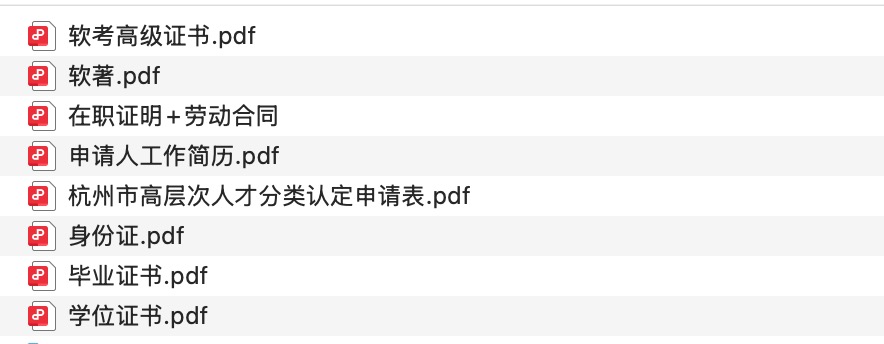 软考高级证书.pdf
软著.pdf
在职证明+劳动合同
申请人工作简历.pdf
杭州市高层次人才分类认定申请表.pdf
身份证.pdf
毕业证书.pdf
学位证书.pdf